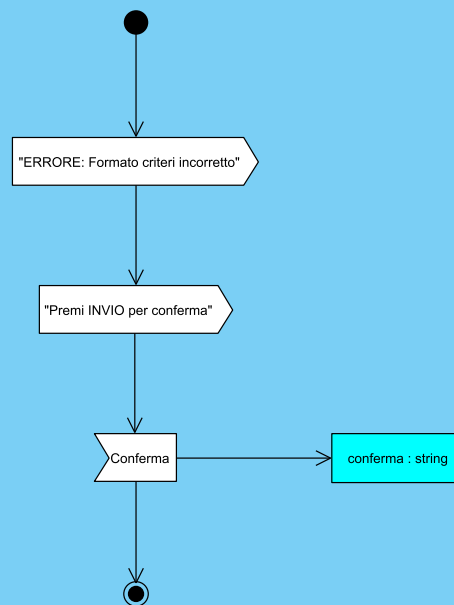 "ERRORE: Formato criteri incorretto"
"Premi INVIO per conferma"
Conferma
conferma : string